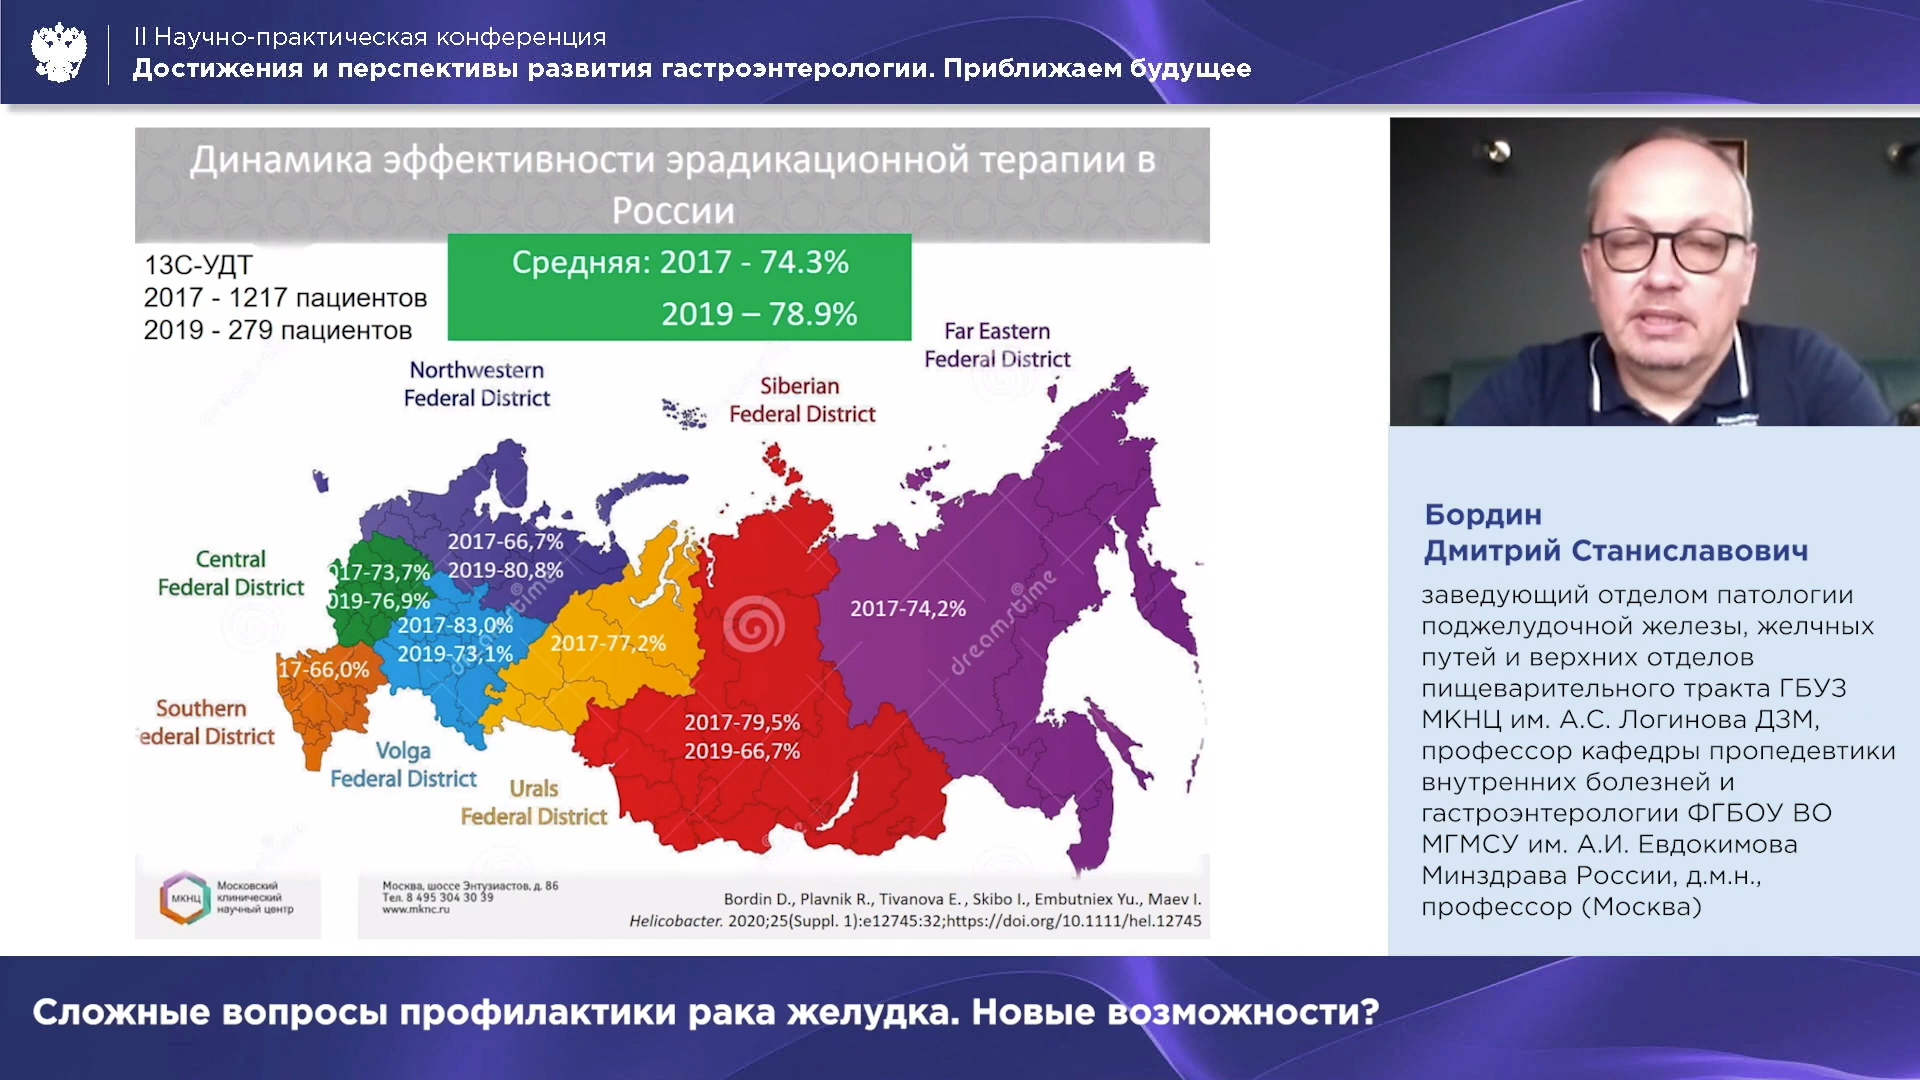 II Научно-практическая конференция
Достижения и перспективы развития гастроэнтерологии. Приближаем будущее
Динамика эффективности эрадикационной терапии в
России
13С-УДТ
2017 - 1217 пациентов
2019 - 279 пациентов
Средняя: 2017 - 74.3%
2019 – 78.9%
Far Eastern
Federal District
Northwestern
Federal District
Siberian
Federal District
Central
Federal District
2017-66,7%
2019-80,8%
017-73,7%
019-76,9%
2017-83,0%
2019-73,1%
2017-77,2%
2017-74,2%
17-66,0%
2017-79,5%
2019-66,7%
Southern
ederal District
Volga
Federal District
Urals
Federal District
dreamstime
dreamstime
МКНЦ
Московский
клинический
научный центр
Москва, шоссе Энтузиастов, д. 86
Тел. 8 495 304 30 39
www.mknc.ru
Bordin D., Plavnik R., Tivanova E., Skibo I., Embutniex Yu., Maev I.
Helicobacter. 2020;25(Suppl. 1):e12745:32;https://doi.org/10.1111/hel.12745
Бордин
Дмитрий Станиславович
заведующий отделом патологии
поджелудочной железы, желчных
путей и верхних отделов
пищеварительного тракта ГБУЗ
МКНЦ им. А.С. Логинова ДЗМ,
профессор кафедры пропедевтики
внутренних болезней и
гастроэнтерологии ФГБОУ ВО
МГМСУ им. А.И. Евдокимова
Минздрава России, д.м.н.,
профессор (Москва)
Сложные вопросы профилактики рака желудка. Новые возможности?